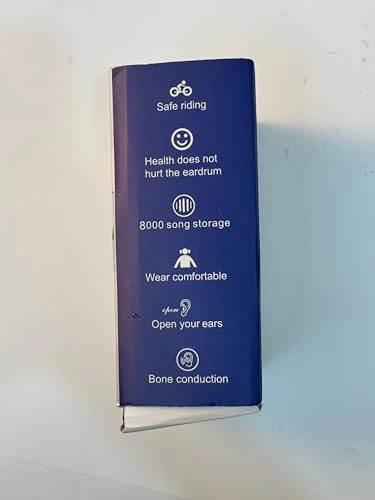 Safe riding
Health does not
hurt the eardrum
8000 song storage
Wear comfortable
open
Open your ears
Bone conduction